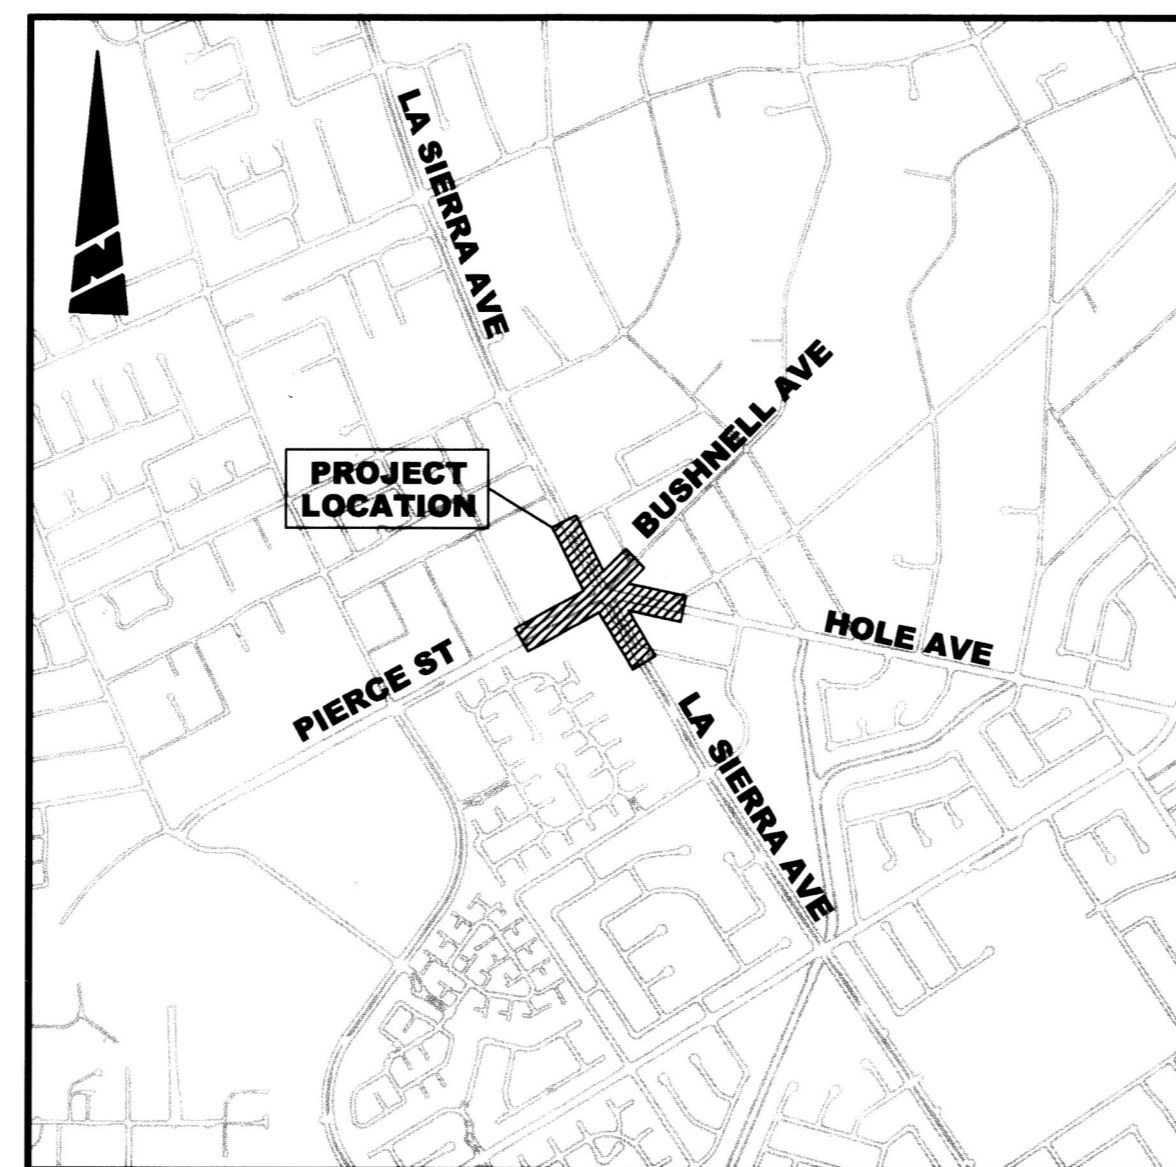 LA SIERRA AVE
N
BUSHNELL AVE
PROJECT
LOCATION
HOLE AVE
PIERCE ST
LA SIERRA AVE